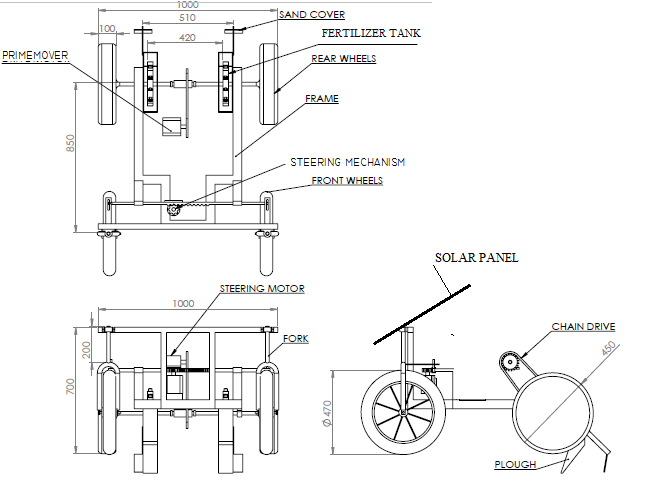 1000
510
SAND COVER
100
420
FERTILIZER TANK
PRIMEMOVER
REAR WHEELS
FRAME
850
STEERING MECHANISM
FRONT WHEELS
SOLAR PANEL
STEERING MOTOR
1000
FORK
CHAIN DRIVE
200
450
700
Ø 470
PLOUGH